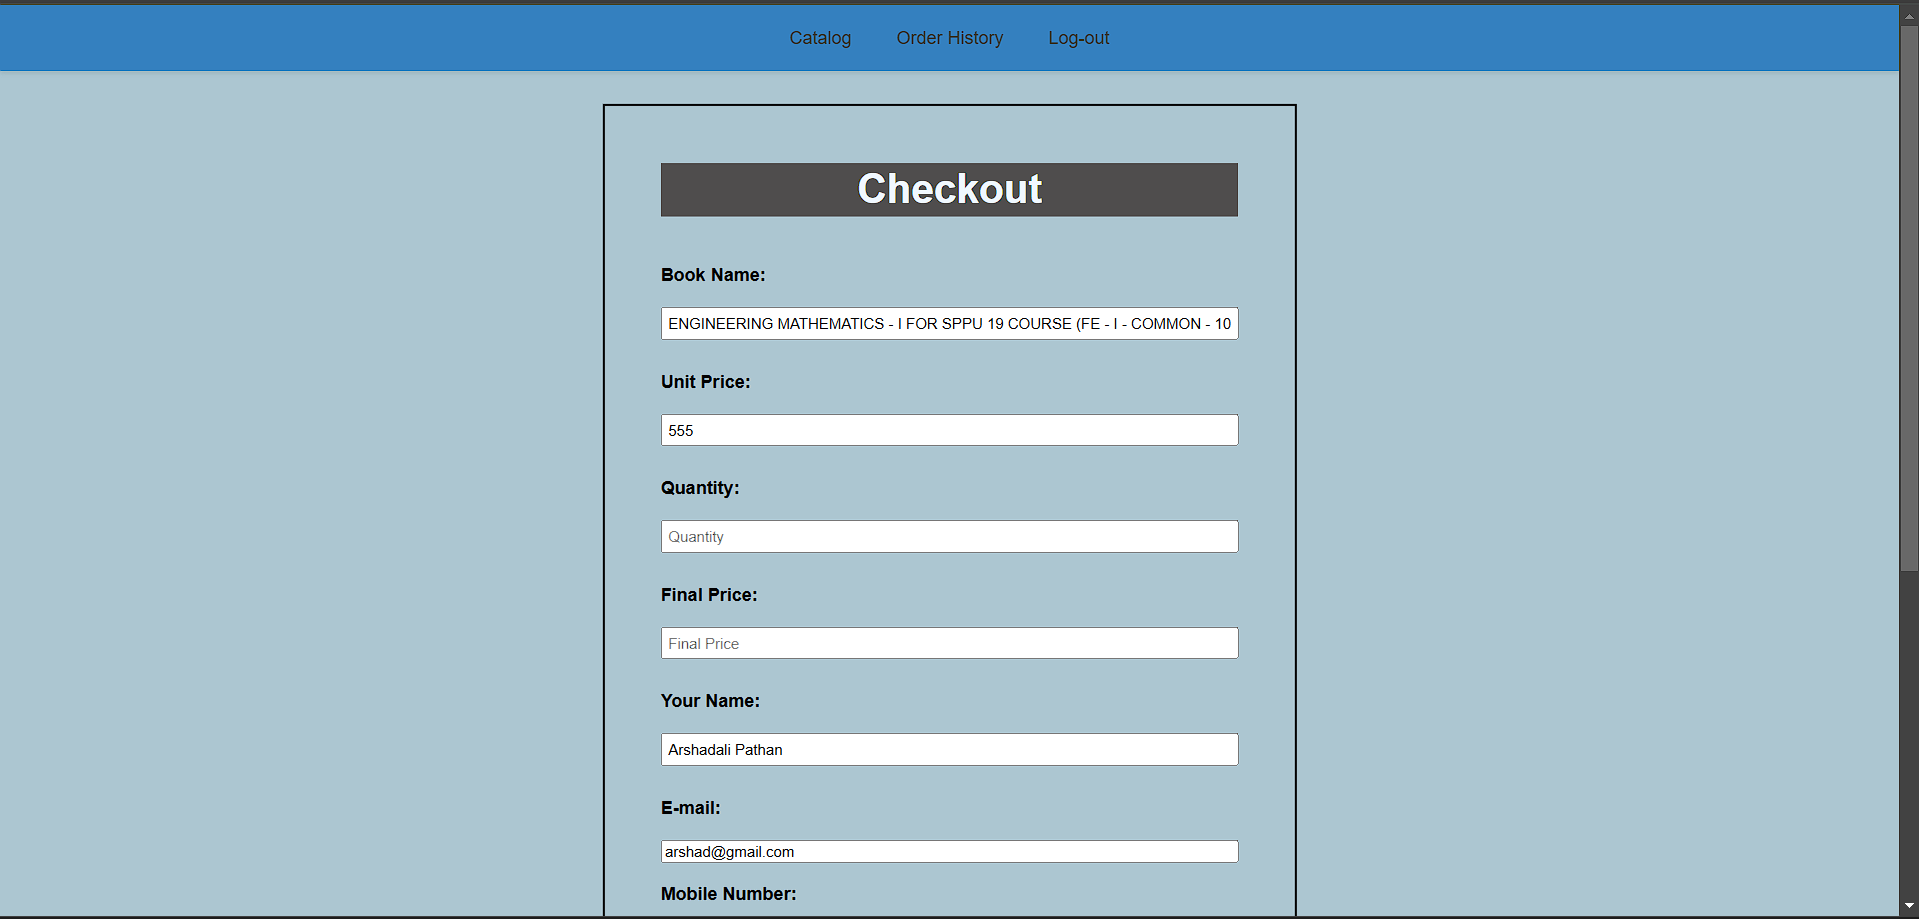 Catalog Order History Log-out
Checkout
Book Name:
ENGINEERING MATHEMATICS - I FOR SPPU 19 COURSE (FE - I - COMMON - 10
Unit Price:
555
Quantity:
Quantity
Final Price:
Final Price
Your Name:
Arshadali Pathan
E-mail:
arshad@gmail.com
Mobile Number: